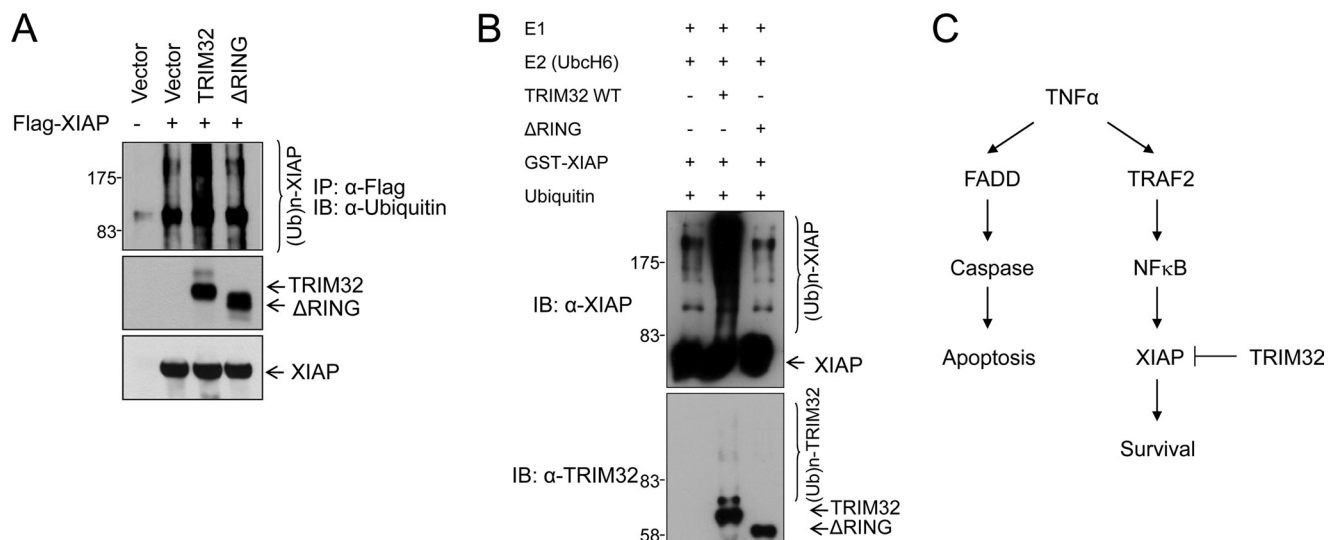 A
Vector
Vector
TRIM32
ΔRING
Flag-XIAP - + + +
175-
83-
(Ub)n-XIAP
IP: α-Flag
IB: α-Ubiquitin
TRIM32
ΔRING
XIAP
B
E1 + + +
E2 (UbcH6) + + +
TRIM32 WT - + -
ΔRING - - +
GST-XIAP + + +
Ubiquitin + + +
175-
IB: α-XIAP
83-
(Ub)n-XIAP
XIAP
IB: α-TRIM32
83-
58-
(Ub)n-TRIM32
TRIM32
ΔRING
C
TNFα
FADD TRAF2
Caspase NFκB
Apoptosis XIAP TRIM32
Survival